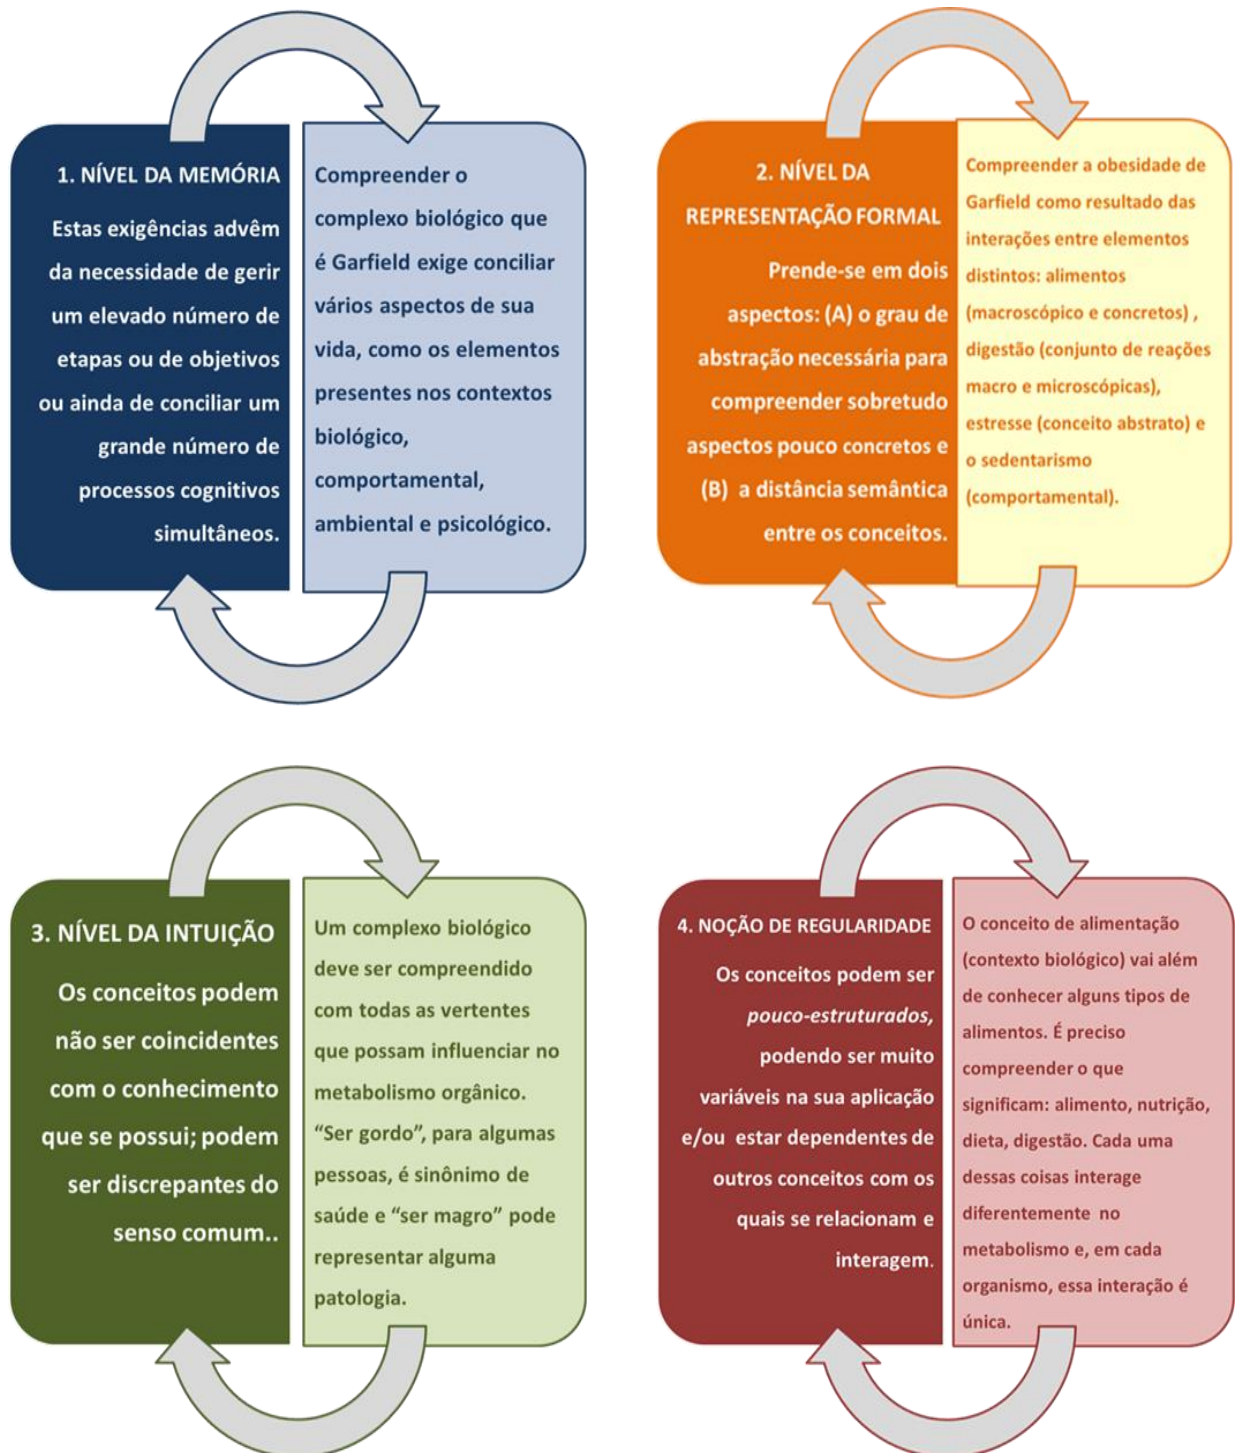 1. NÍVEL DA MEMÓRIA
Estas exigências advêm
da necessidade de gerir
um elevado número de
etapas ou de objetivos
ou ainda de conciliar um
grande número de
processos cognitivos
simultâneos.
Compreender o
complexo biológico que
é Garfield exige conciliar
vários aspectos de sua
vida, como os elementos
presentes nos contextos
biológico,
comportamental,
ambiental e psicológico.
2. NÍVEL DA
REPRESENTAÇÃO FORMAL
Prende-se em dois
aspectos: (A) o grau de
abstração necessária para
compreender sobretudo
aspectos pouco concretos e
(B) a distância semântica
entre os conceitos.
Compreender a obesidade de
Garfield como resultado das
interações entre elementos
distintos: alimentos
(macroscópico e concretos) ,
digestão (conjunto de reações
macro e microscópicas),
estresse (conceito abstrato) e
o sedentarismo
(comportamental).
3. NÍVEL DA INTUIÇÃO
Os conceitos podem
não ser coincidentes
com o conhecimento
que se possui; podem
ser discrepantes do
senso comum..
Um complexo biológico
deve ser compreendido
com todas as vertentes
que possam influenciar no
metabolismo orgânico.
“Ser gordo”, para algumas
pessoas, é sinônimo de
saúde e “ser magro” pode
representar alguma
patologia.
4. NOÇÃO DE REGULARIDADE
Os conceitos podem ser
pouco-estruturados,
podendo ser muito
variáveis na sua aplicação
e/ou estar dependentes de
outros conceitos com os
quais se relacionam e
interagem.
O conceito de alimentação
(contexto biológico) vai além
de conhecer alguns tipos de
alimentos. É preciso
compreender o que
significam: alimento, nutrição,
dieta, digestão. Cada uma
dessas coisas interage
diferentemente no
metabolismo e, em cada
organismo, essa interação é
única.